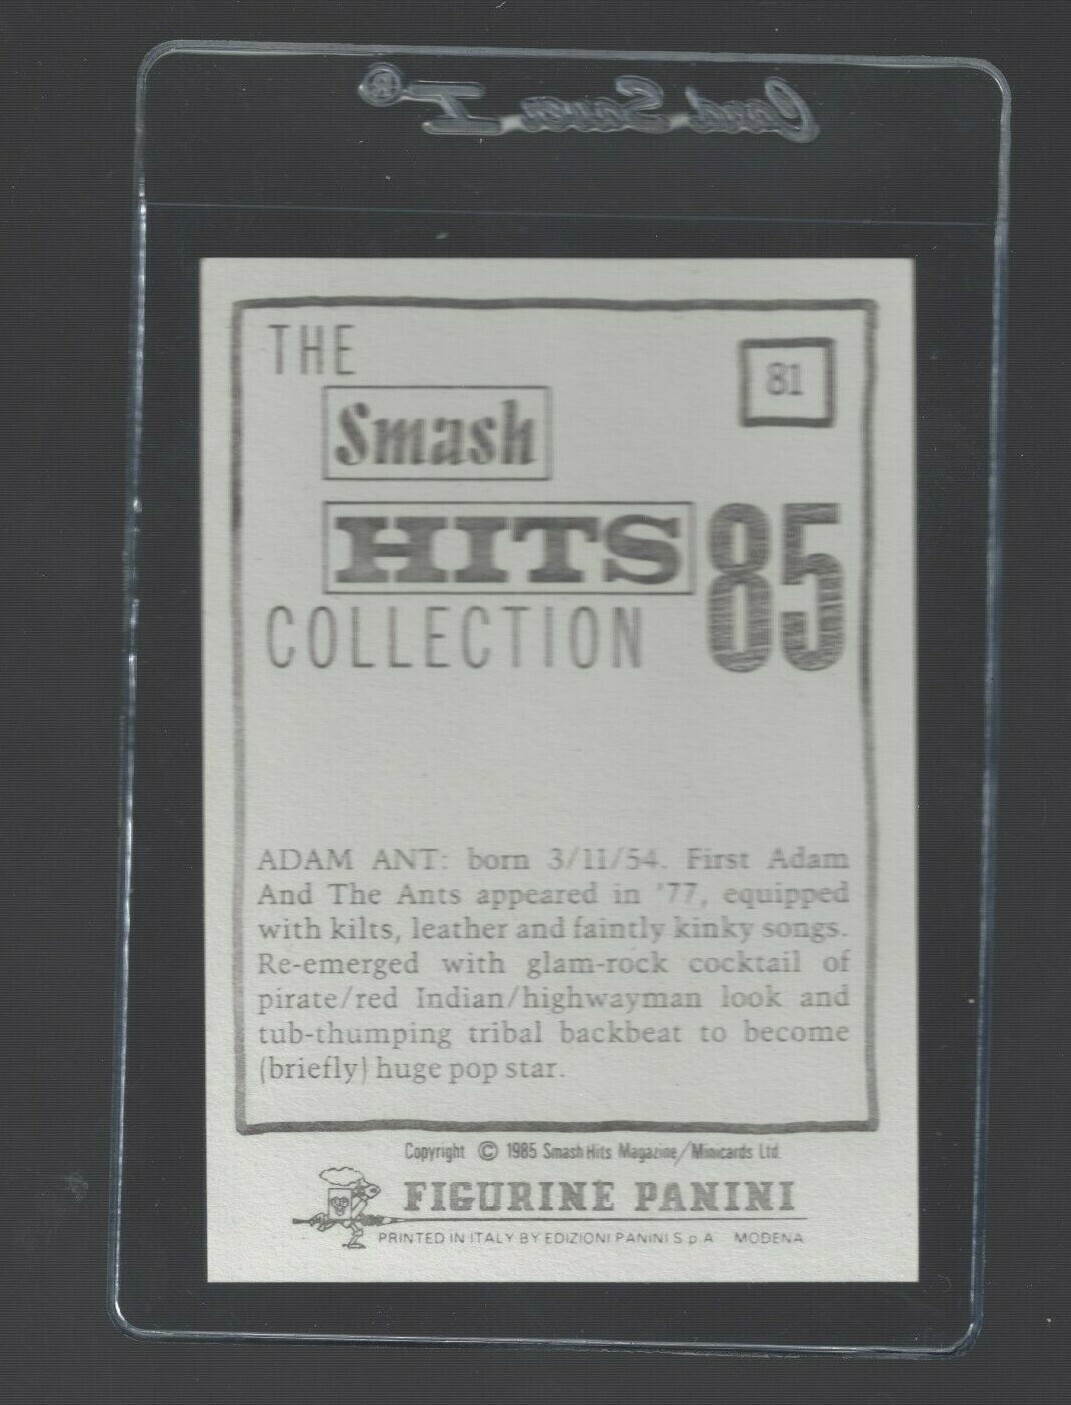 Card Saver I®
THE
81
Smash
HITS 85
COLLECTION
ADAM ANT: born 3/11/54. First Adam
And The Ants appeared in '77, equipped
with kilts, leather and faintly kinky songs.
Re-emerged with glam-rock cocktail of
pirate/red Indian/highwayman look and
tub-thumping tribal backbeat to become
(briefly) huge pop star.
Copyright © 1985 Smash Hits Magazine/Minicards Ltd
FIGURINE PANINI
PRINTED IN ITALY BY EDIZIONI PANINI S.p.A MODENA